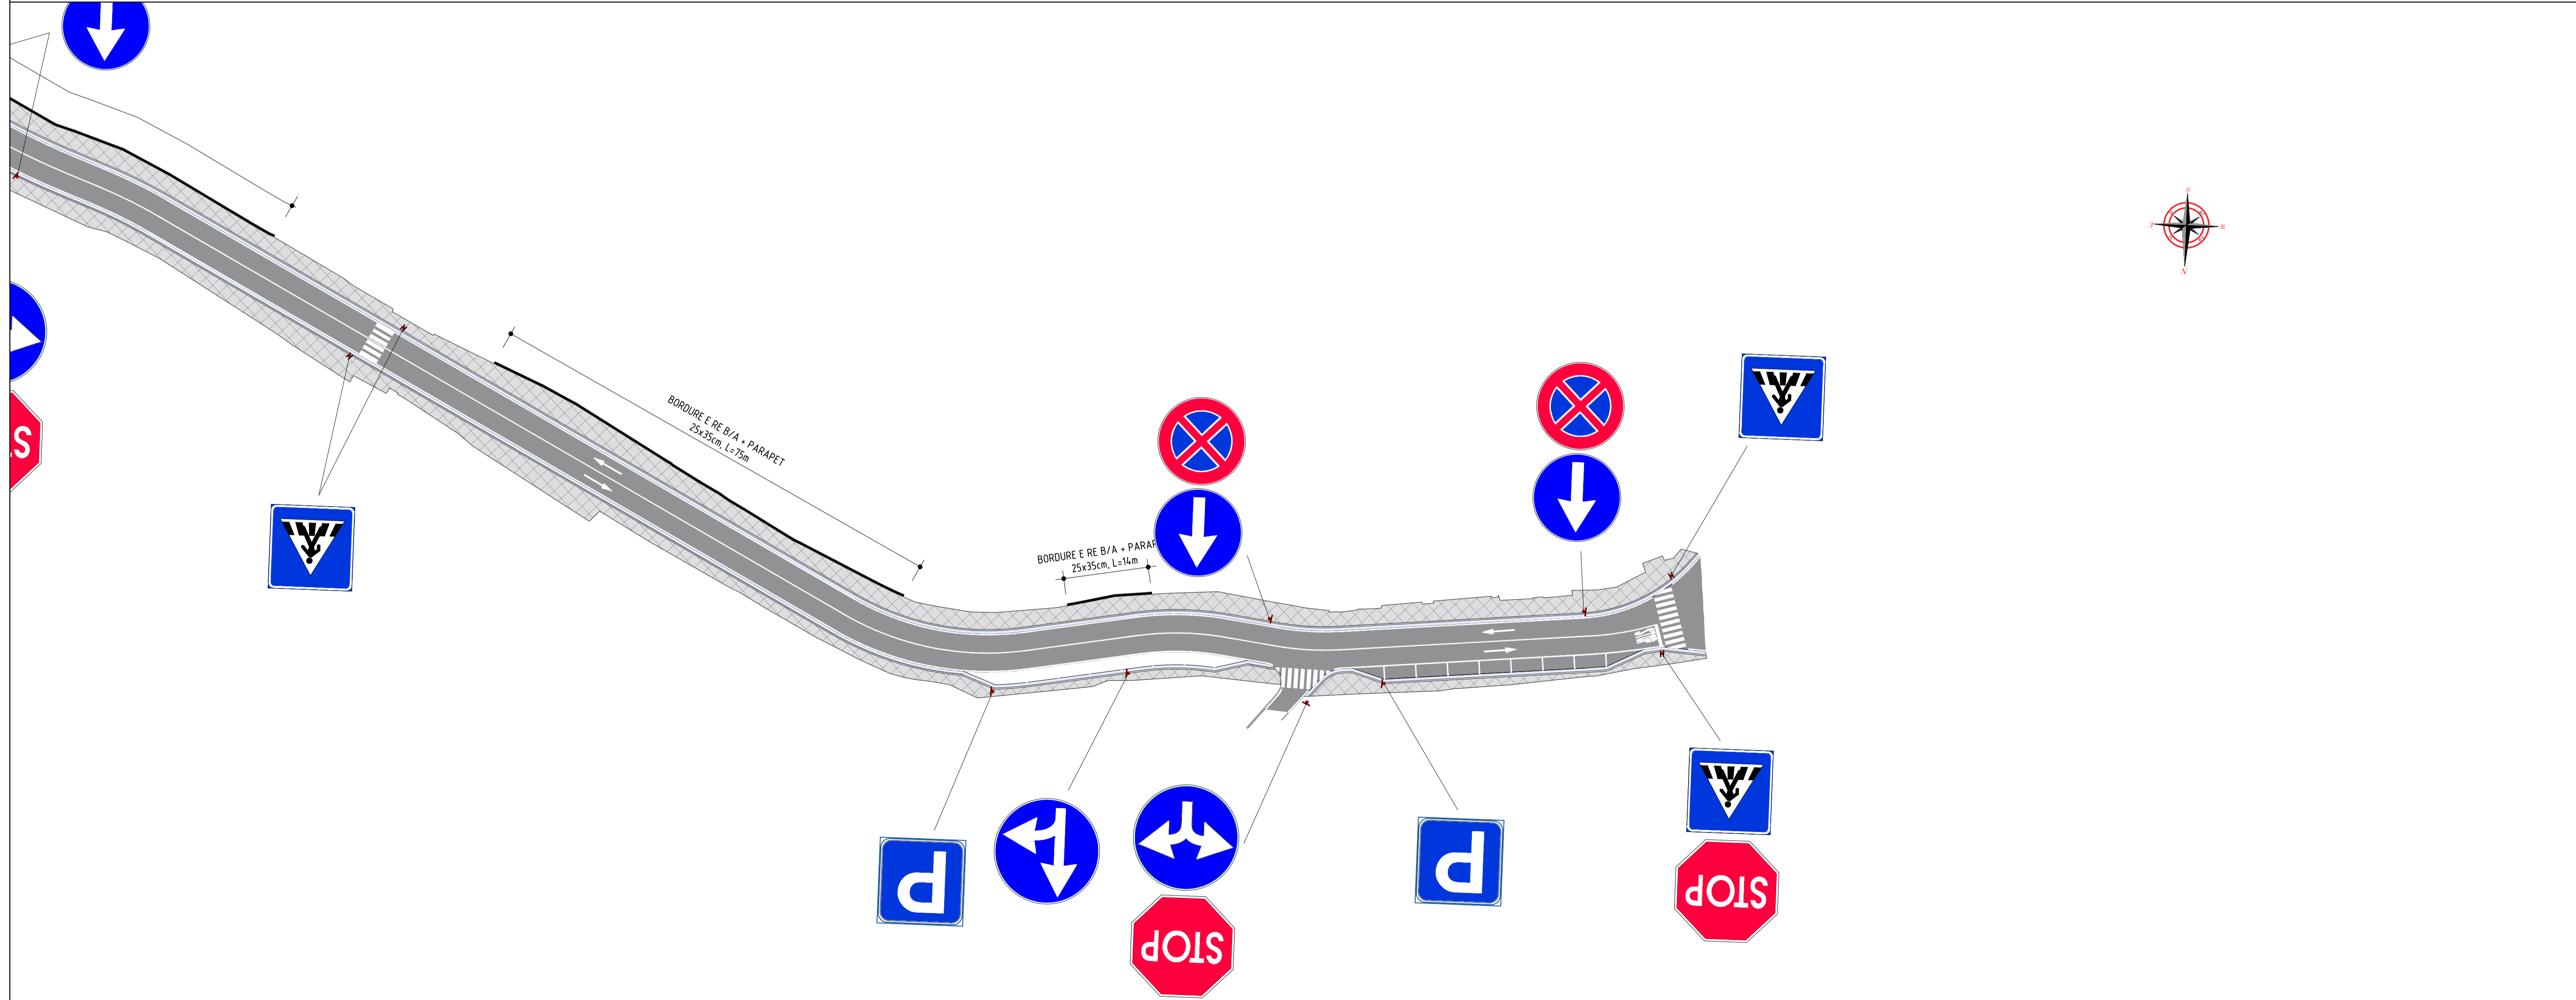 S
E
W
N
BORDURE E RE B/A + PARAPET
25x35cm, L=75m
BORDURE E RE B/A + PARAP
25x35cm, L=14m
S
P
P
STOP
STOP